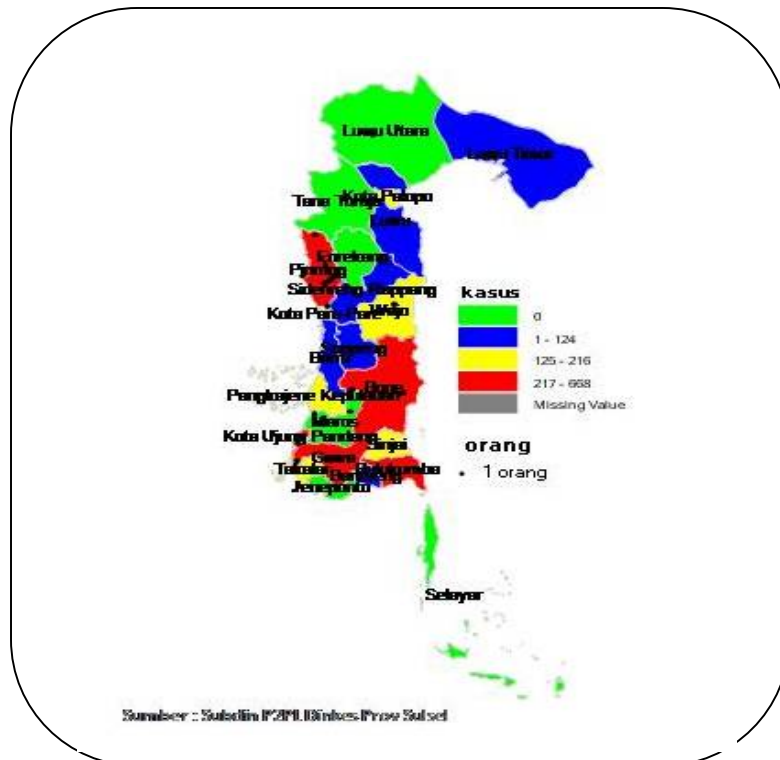 Luwu Utara
Luwu Timur
Kota Palopo
Tana Toraja
Luwu
Enrekang
Pinrang
Sidenreng Rappang
Kota Pare-Pare
Wajo
Soppeng
Barru
Bone
Pangkajene Kepulauan
Maros
Kota Ujung Pandang
Sinjai
Gowa
Takalar
Bulukumba
Bantaeng
Jeneponto
Selayar
kasus
0
1 - 124
125 - 216
217 - 668
Missing Value
orang
1 orang
Sumber : Subdin P2PL Dinkes Prov Sulsel